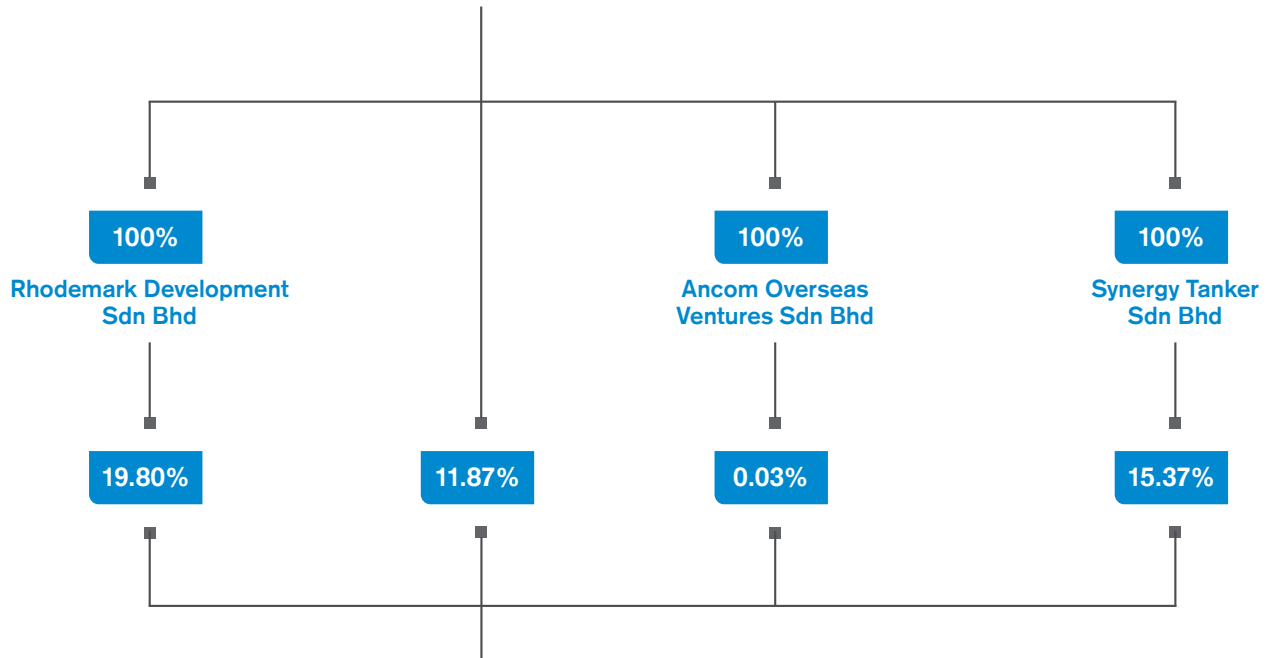 100%
100%
100%
Rhodemark Development
Sdn Bhd
Ancom Overseas
Ventures Sdn Bhd
Synergy Tanker
Sdn Bhd
19.80%
11.87%
0.03%
15.37%